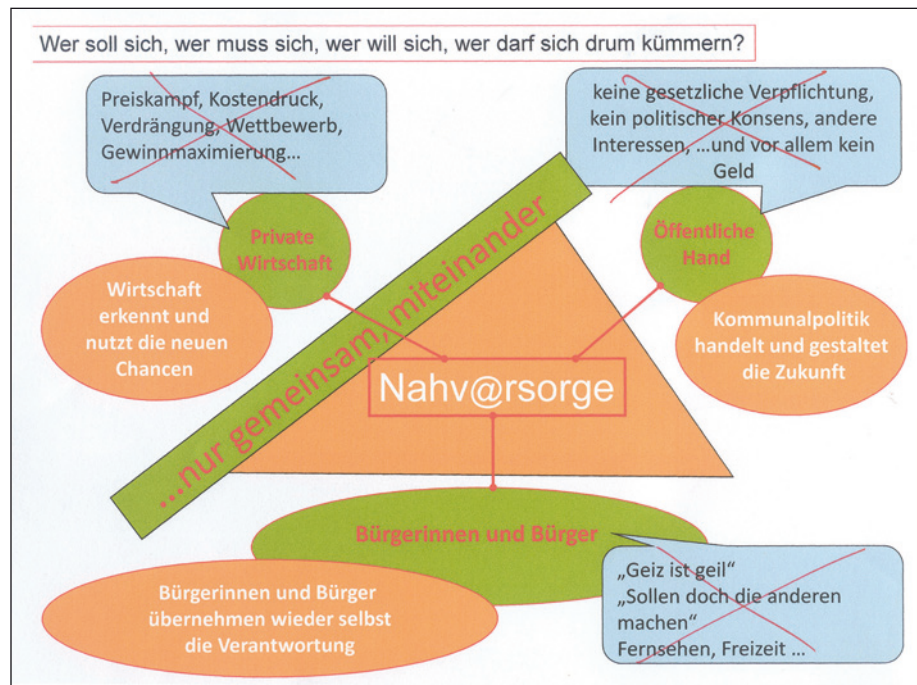 Wer soll sich, wer muss sich, wer will sich, wer darf sich drum kümmern?
Preiskampf, Kostendruck,
Verdrängung, Wettbewerb,
Gewinnmaximierung...
keine gesetzliche Verpflichtung,
kein politischer Konsens, andere
Interessen, ...und vor allem kein
Geld
Private
Wirtschaft
Öffentliche
Hand
Wirtschaft
erkennt und
nutzt die neuen
Chancen
...nur gemeinsam, miteinander
Kommunalpolitik
handelt und gestaltet
die Zukunft
Nahv@rsorge
Bürgerinnen und Bürger
Bürgerinnen und Bürger
übernehmen wieder selbst
die Verantwortung
„Geiz ist geil“
„Sollen doch die anderen
machen“
Fernsehen, Freizeit ...